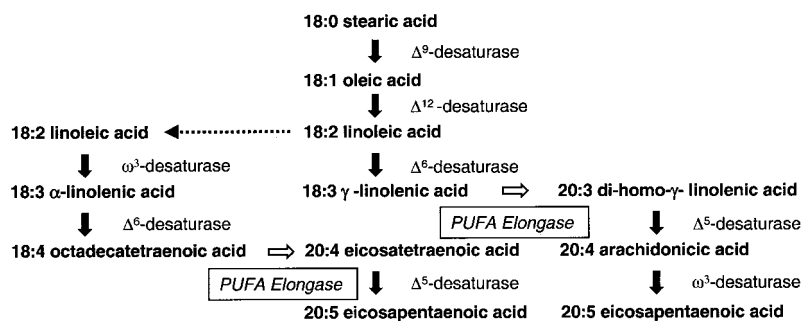 18:0 stearic acid
Δ⁹-desaturase
18:1 oleic acid
Δ¹²-desaturase
18:2 linoleic acid 18:2 linoleic acid
ω³-desaturase Δ⁶-desaturase
18:3 α-linolenic acid 18:3 γ -linolenic acid 20:3 di-homo-γ- linolenic acid
Δ⁶-desaturase PUFA Elongase Δ⁵-desaturase
18:4 octadecatetraenoic acid 20:4 eicosatetraenoic acid 20:4 arachidonicic acid
PUFA Elongase Δ⁵-desaturase ω³-desaturase
20:5 eicosapentaenoic acid 20:5 eicosapentaenoic acid